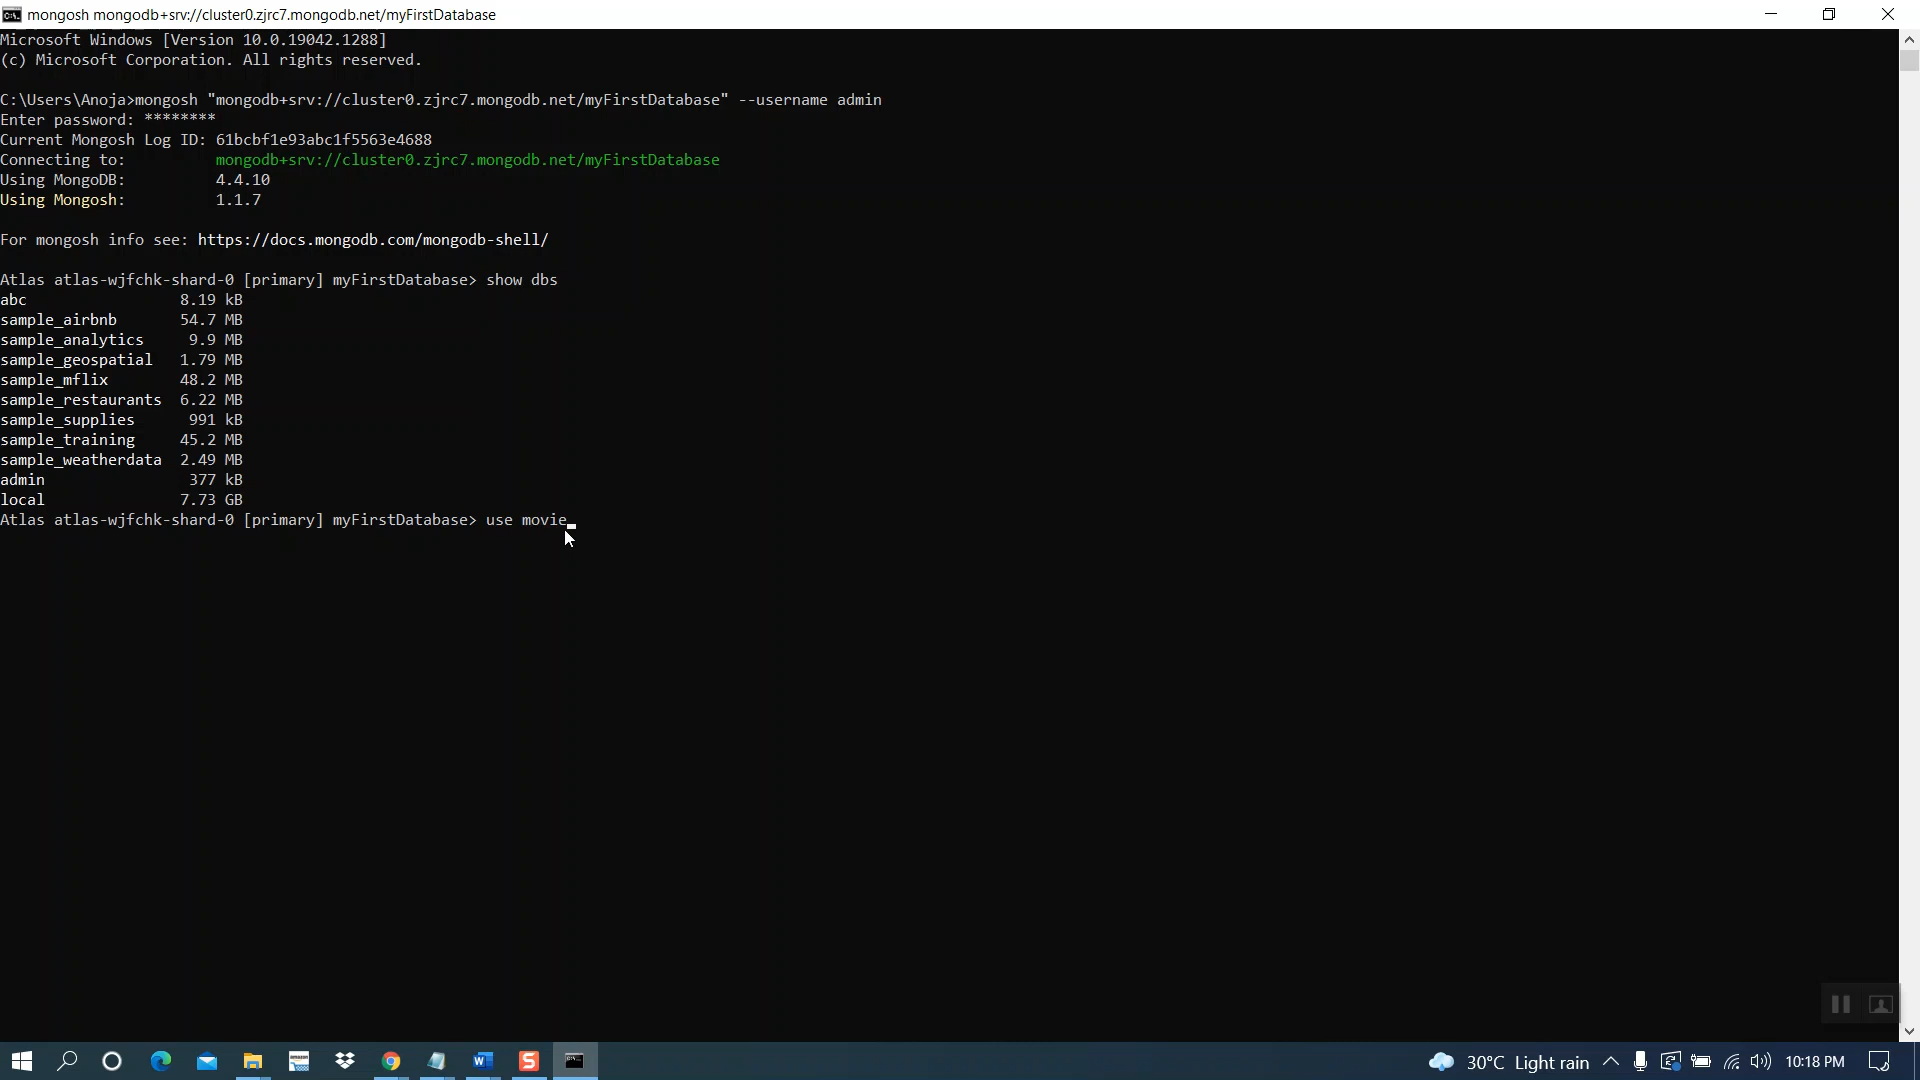 mongosh mongodb+srv://cluster0.zjrc7.mongodb.net/myFirstDatabase
Microsoft Windows [Version 10.0.19042.1288]
(c) Microsoft Corporation. All rights reserved.
C:\Users\Anoja>mongosh "mongodb+srv://cluster0.zjrc7.mongodb.net/myFirstDatabase" --username admin
Enter password: ********
Current Mongosh Log ID: 61bcbf1e93abc1f5563e4688
Connecting to: mongodb+srv://cluster0.zjrc7.mongodb.net/myFirstDatabase
Using MongoDB: 4.4.10
Using Mongosh: 1.1.7
For mongosh info see: https://docs.mongodb.com/mongodb-shell/
Atlas atlas-wjfchk-shard-0 [primary] myFirstDatabase> show dbs
abc 8.19 kB
sample_airbnb 54.7 MB
sample_analytics 9.9 MB
sample_geospatial 1.79 MB
sample_mflix 48.2 MB
sample_restaurants 6.22 MB
sample_supplies 991 kB
sample_training 45.2 MB
sample_weatherdata 2.49 MB
admin 377 kB
local 7.73 GB
Atlas atlas-wjfchk-shard-0 [primary] myFirstDatabase> use movie
30°C Light rain 10:18 PM